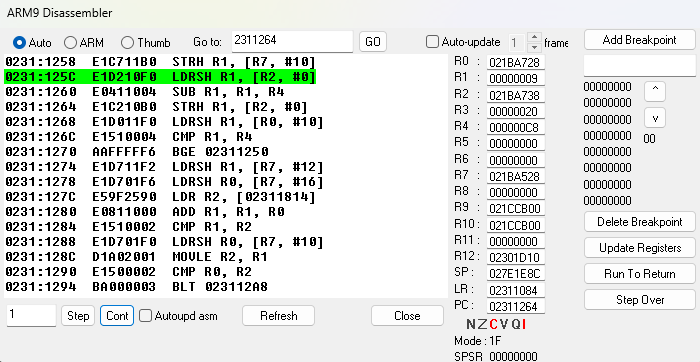 ARM9 Disassembler
Auto ARM Thumb Go to: 2311264 GO Auto-update 1 frame Add Breakpoint
0231:1258 E1C711B0 STRH R1, [R7, #10]
0231:125C E1D210F0 LDRSH R1, [R2, #0]
0231:1260 E0411004 SUB R1, R1, R4
0231:1264 E1C210B0 STRH R1, [R2, #0]
0231:1268 E1D011F0 LDRSH R1, [R0, #10]
0231:126C E1510004 CMP R1, R4
0231:1270 AAFFFFF6 BGE 02311250
0231:1274 E1D711F2 LDRSH R1, [R7, #12]
0231:1278 E1D701F6 LDRSH R0, [R7, #16]
0231:127C E59F2590 LDR R2, [02311814]
0231:1280 E0811000 ADD R1, R1, R0
0231:1284 E1510002 CMP R1, R2
0231:1288 E1D701F0 LDRSH R0, [R7, #10]
0231:128C D1A02001 MOVLE R2, R1
0231:1290 E1500002 CMP R0, R2
0231:1294 BA000003 BLT 023112A8
R0 : 021BA728
R1 : 00000009
R2 : 021BA738
R3 : 00000020
R4 : 000000C8
R5 : 00000000
R6 : 00000000
R7 : 021BA528
R8 : 00000000
R9 : 021CCB00
R10 : 021CCB00
R11 : 00000000
R12 : 02301D10
SP : 027E1E8C
LR : 02311084
PC : 02311264
NZCVQI
Mode : 1F
SPSR 00000000
00000000
00000000
00000000
00000000
00000000
00000000
00000000
00000000
^
v
00
Delete Breakpoint
Update Registers
Run To Return
Step Over
1 Step Cont Autoupd asm Refresh Close